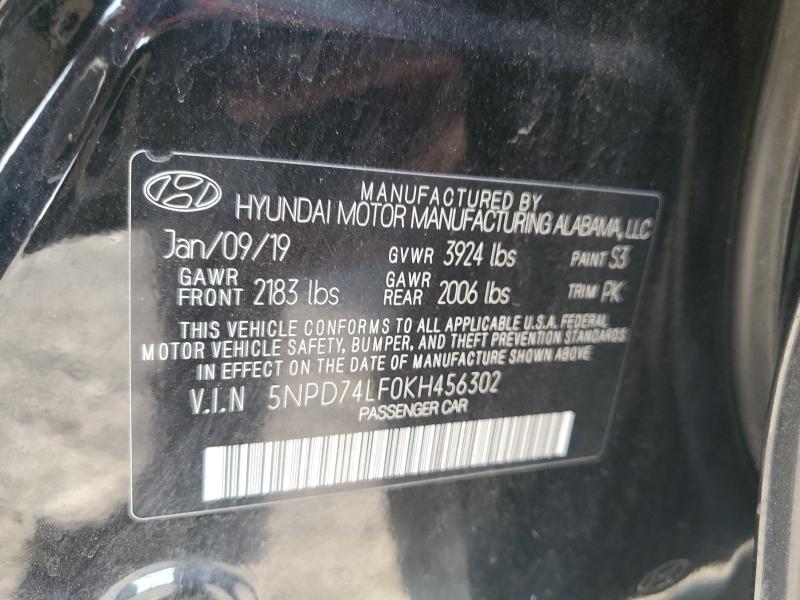 MANUFACTURED BY
HYUNDAI MOTOR MANUFACTURING ALABAMA, LLC
Jan/09/19 GVWR 3924 lbs PAINT S3
GAWR FRONT 2183 lbs GAWR REAR 2006 lbs TRIM PK
THIS VEHICLE CONFORMS TO ALL APPLICABLE U.S.A. FEDERAL
MOTOR VEHICLE SAFETY, BUMPER, AND THEFT PREVENTION STANDARDS
IN EFFECT ON THE DATE OF MANUFACTURE SHOWN ABOVE.
V.I.N 5NPD74LF0KH456302
PASSENGER CAR